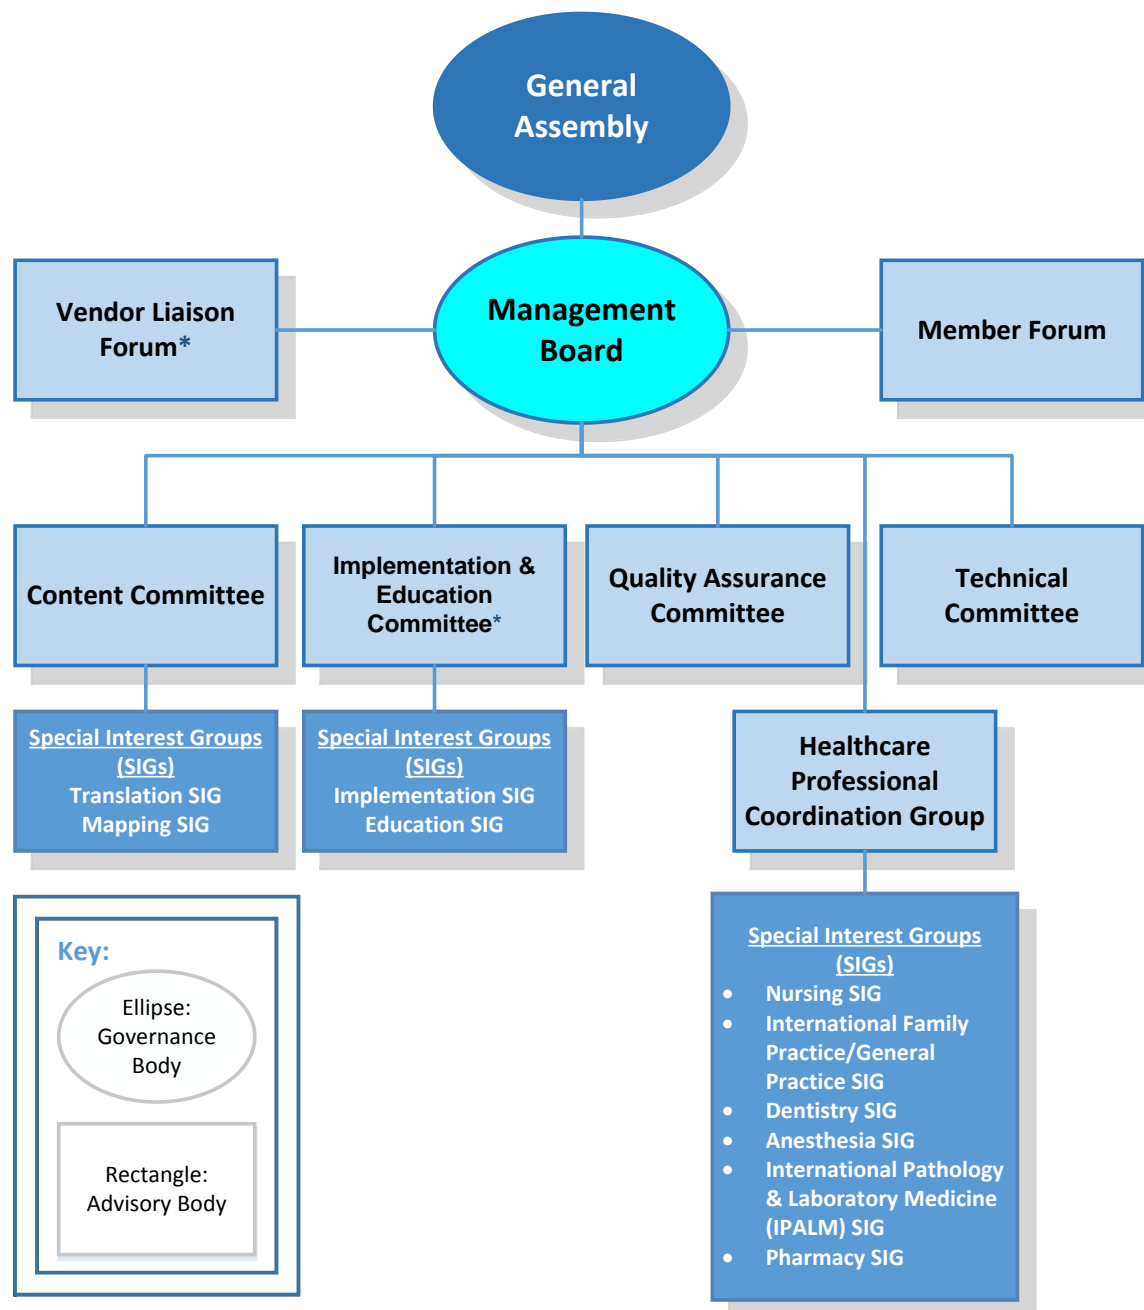 General
Assembly
Vendor Liaison
Forum*
Management
Board
Member Forum
Content Committee
Implementation &
Education
Committee*
Quality Assurance
Committee
Technical
Committee
Special Interest Groups
(SIGs)
Translation SIG
Mapping SIG
Special Interest Groups
(SIGs)
Implementation SIG
Education SIG
Healthcare
Professional
Coordination Group
Key:
Ellipse:
Governance
Body
Rectangle:
Advisory Body
Special Interest Groups
(SIGs)
• Nursing SIG
• International Family
Practice/General
Practice SIG
• Dentistry SIG
• Anesthesia SIG
• International Pathology
& Laboratory Medicine
(IPALM) SIG
• Pharmacy SIG